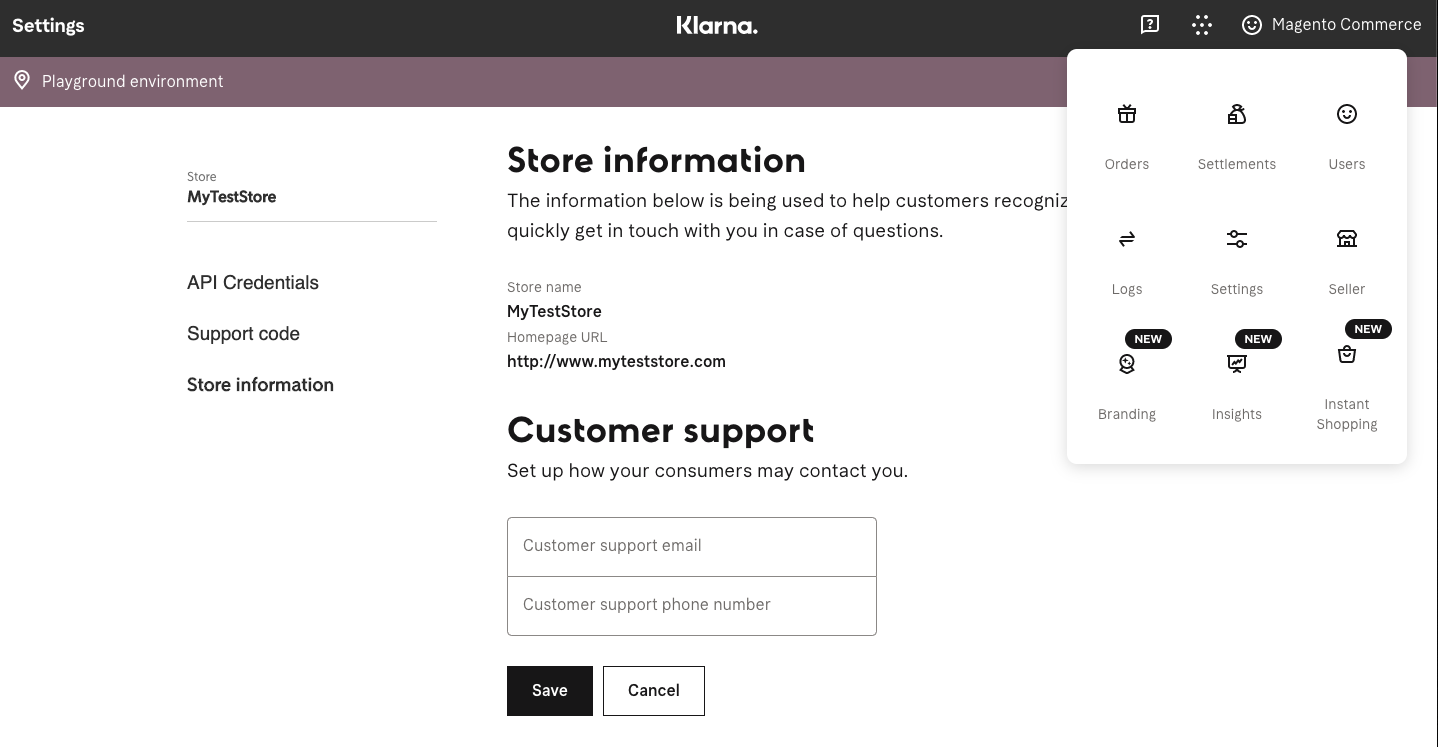 Settings
Klarna.
Magento Commerce
Playground environment
Store
MyTestStore
API Credentials
Support code
Store information
Store information
The information below is being used to help customers recogniz
quickly get in touch with you in case of questions.
Store name
MyTestStore
Homepage URL
http://www.myteststore.com
Customer support
Set up how your consumers may contact you.
Customer support email
Customer support phone number
Save
Cancel
Orders
Settlements
Users
Logs
Settings
Seller
NEW
NEW
NEW
Branding
Insights
Instant
Shopping